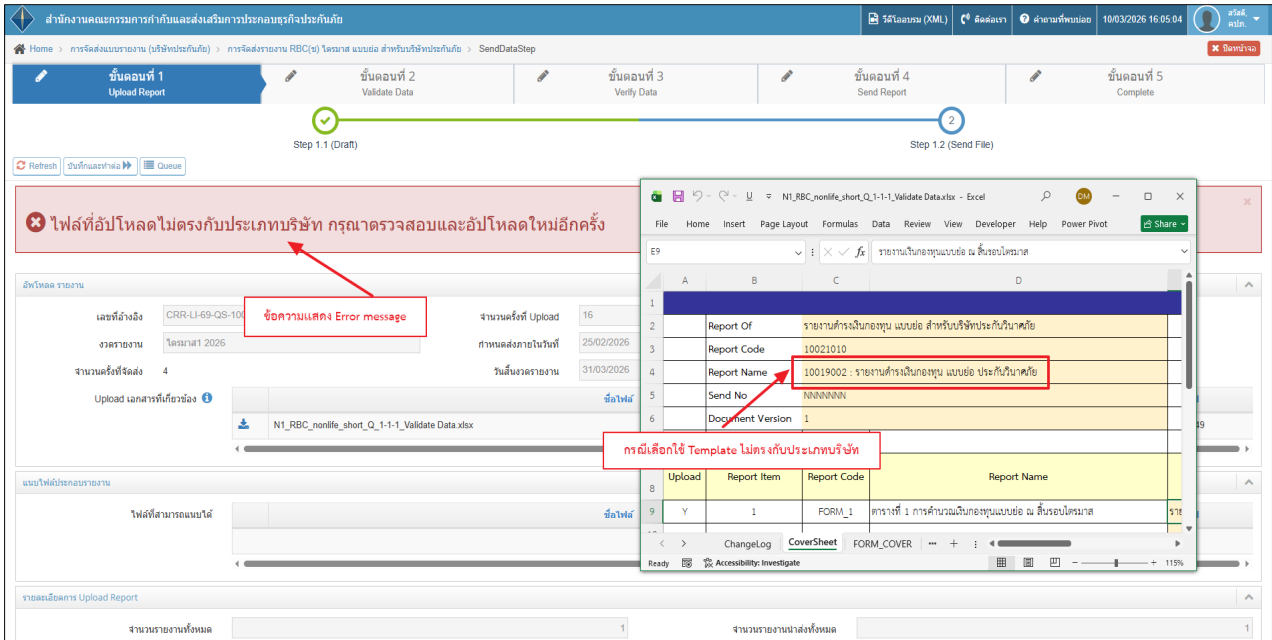 สำนักงานคณะกรรมการกำกับและส่งเสริมการประกอบธุรกิจประกันภัย
วิดีโออบรม (XML)
ติดต่อเรา
คำถามที่พบบ่อย
10/03/2026 16:05:04
สวัสดี,
คปภ.
Home > การจัดส่งแบบรายงาน (บริษัทประกันภัย) > การจัดส่งรายงาน RBC(ย่) ไตรมาส แบบย่อ สำหรับบริษัทประกันภัย > SendDataStep
ปิดหน้าจอ
ขั้นตอนที่ 1
Upload Report
ขั้นตอนที่ 2
Validate Data
ขั้นตอนที่ 3
Verify Data
ขั้นตอนที่ 4
Send Report
ขั้นตอนที่ 5
Complete
2
Step 1.1 (Draft)
Step 1.2 (Send File)
Refresh
บันทึกและทำต่อ
Queue
ไฟล์ที่อัปโหลดไม่ตรงกับประเภทบริษัท กรุณาตรวจสอบและอัปโหลดใหม่อีกครั้ง
อัพโหลด รายงาน
เลขที่อ้างอิง CRR-LI-69-QS-100
จำนวนครั้งที่ Upload 16
งวดรายงาน ไตรมาส1 2026
กำหนดส่งภายในวันที่ 25/02/2026
จำนวนครั้งที่จัดส่ง 4
วันสิ้นงวดรายงาน 31/03/2026
Upload เอกสารที่เกี่ยวข้อง
ชื่อไฟล์
N1_RBC_nonlife_short_Q_1-1-1_Validate Data.xlsx
49
แนบไฟล์ประกอบรายงาน
ไฟล์ที่สามารถแนบได้
ชื่อไฟล์
รายละเอียดการ Upload Report
จำนวนรายงานทั้งหมด 1
จำนวนรายงานนำส่งทั้งหมด 1
ข้อความแสดง Error message
กรณีเลือกใช้ Template ไม่ตรงกับประเภทบริษัท
N1_RBC_nonlife_short_Q_1-1-1_Validate Data.xlsx - Excel
DM
File Home Insert Page Layout Formulas Data Review View Developer Help Power Pivot Share
E9 fx รายงานเงินกองทุนแบบย่อ ณ สิ้นรอบไตรมาส
A B C D
1
2 Report Of รายงานดำรงเงินกองทุน แบบย่อ สำหรับบริษัทประกันวินาศภัย
3 Report Code 10021010
4 Report Name 10019002 : รายงานดำรงเงินกองทุน แบบย่อ ประกันวินาศภัย
5 Send No NNNNNN
6 Document Version 1
8 Upload Report Item Report Code Report Name
9 Y 1 FORM_1 ตารางที่ 1 การคำนวณเงินกองทุนแบบย่อ ณ สิ้นรอบไตรมาส ราย
ChangeLog CoverSheet FORM_COVER
Ready Accessibility: Investigate 115%